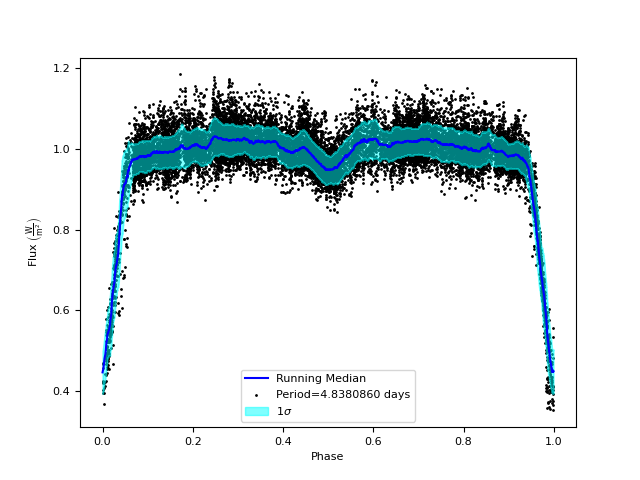 1.2
1.0
0.8
0.6
0.4
Flux (W/m²)
0.0 0.2 0.4 0.6 0.8 1.0
Phase
Running Median
Period=4.8380860 days
1σ